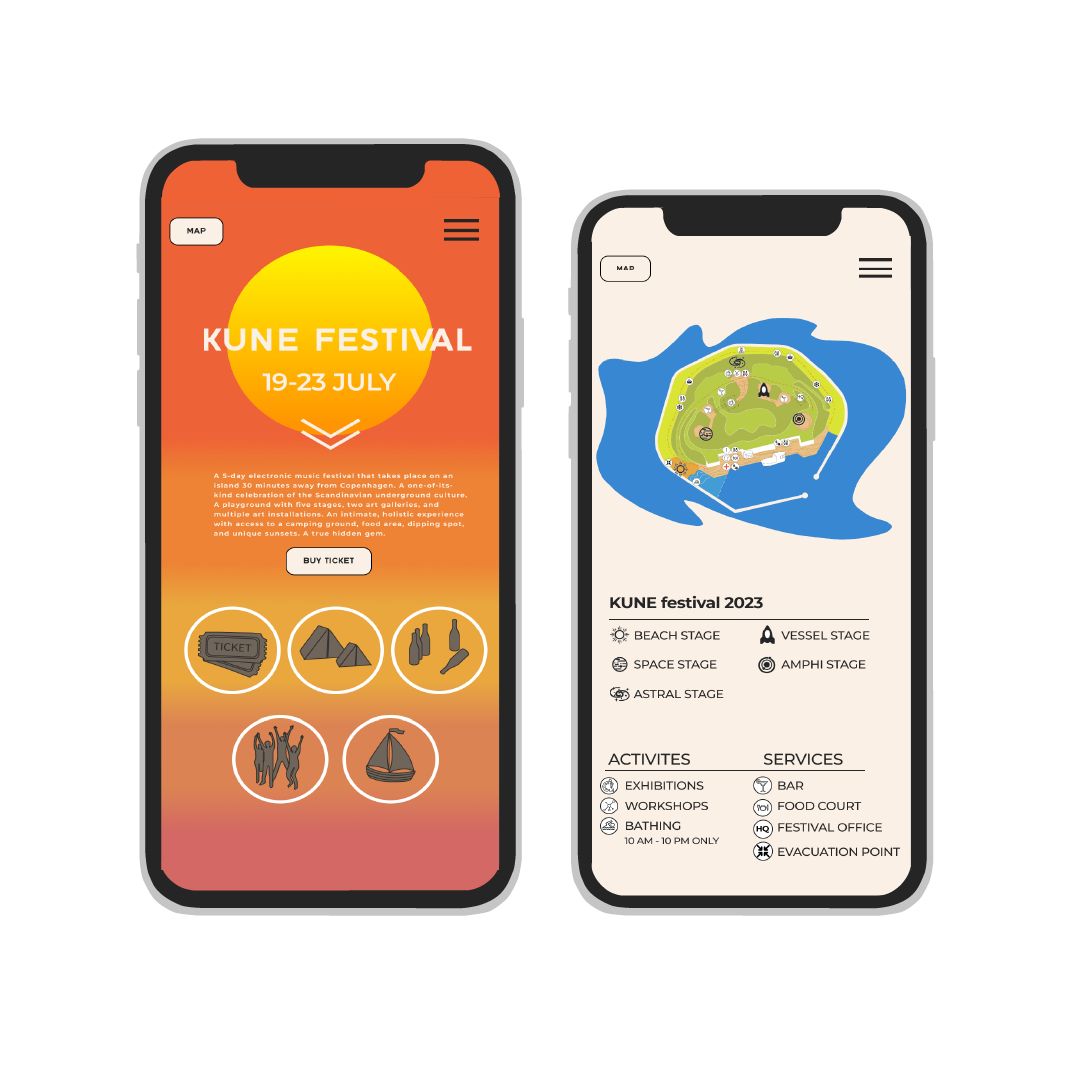 MAP
KUNE FESTIVAL
19-23 JULY
A 5-day electronic music festival that takes place on an
island 30 minutes away from Copenhagen. A one-of-its-
kind celebration of the Scandinavian underground culture.
A playground with five stages, two art galleries, and
multiple art installations. An intimate, holistic experience
with access to a camping ground, food area, dipping spot,
and unique sunsets. A true hidden gem.
BUY TICKET
TICKET
MAP
KUNE festival 2023
BEACH STAGE
VESSEL STAGE
SPACE STAGE
AMPHI STAGE
ASTRAL STAGE
ACTIVITES
SERVICES
EXHIBITIONS
BAR
WORKSHOPS
FOOD COURT
BATHING
HQ FESTIVAL OFFICE
10 AM - 10 PM ONLY
EVACUATION POINT